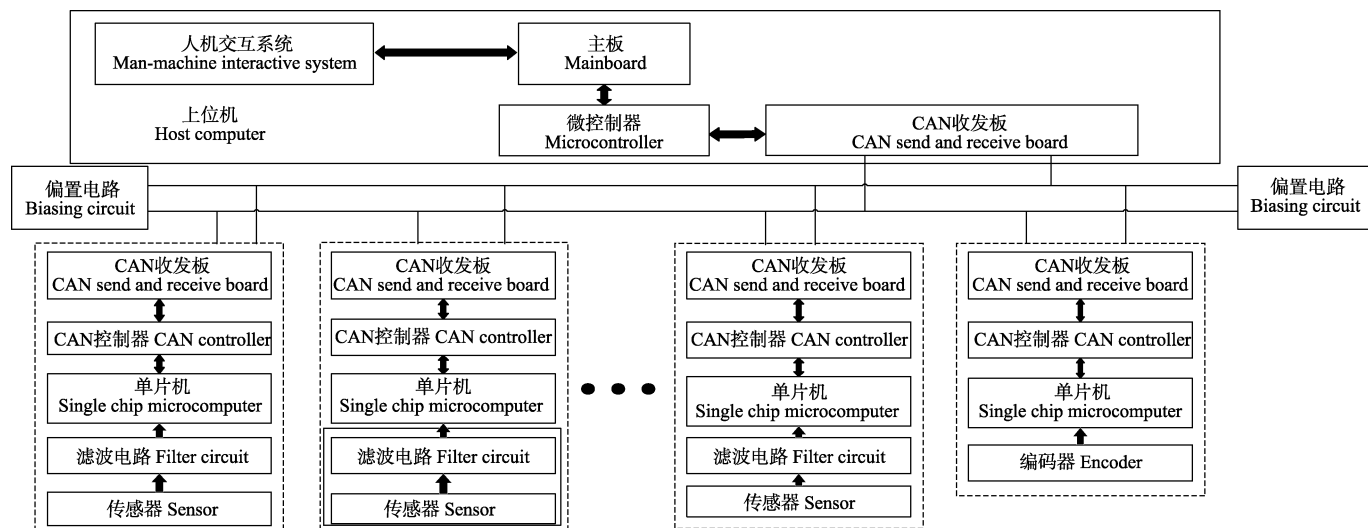 人机交互系统
Man-machine interactive system
主板
Mainboard
上位机
Host computer
微控制器
Microcontroller
CAN收发板
CAN send and receive board
偏置电路
Biasing circuit
偏置电路
Biasing circuit
CAN收发板
CAN send and receive board
CAN控制器 CAN controller
单片机
Single chip microcomputer
滤波电路 Filter circuit
传感器 Sensor
CAN收发板
CAN send and receive board
CAN控制器 CAN controller
单片机
Single chip microcomputer
滤波电路 Filter circuit
传感器 Sensor
CAN收发板
CAN send and receive board
CAN控制器 CAN controller
单片机
Single chip microcomputer
滤波电路 Filter circuit
传感器 Sensor
CAN收发板
CAN send and receive board
CAN控制器 CAN controller
单片机
Single chip microcomputer
编码器 Encoder